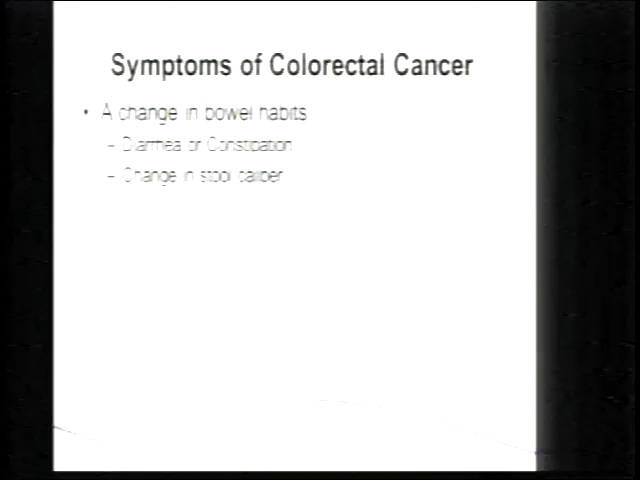 Symptoms of Colorectal Cancer
• A change in bowel habits
– Diarrhea or Constipation
– Change in stool caliber